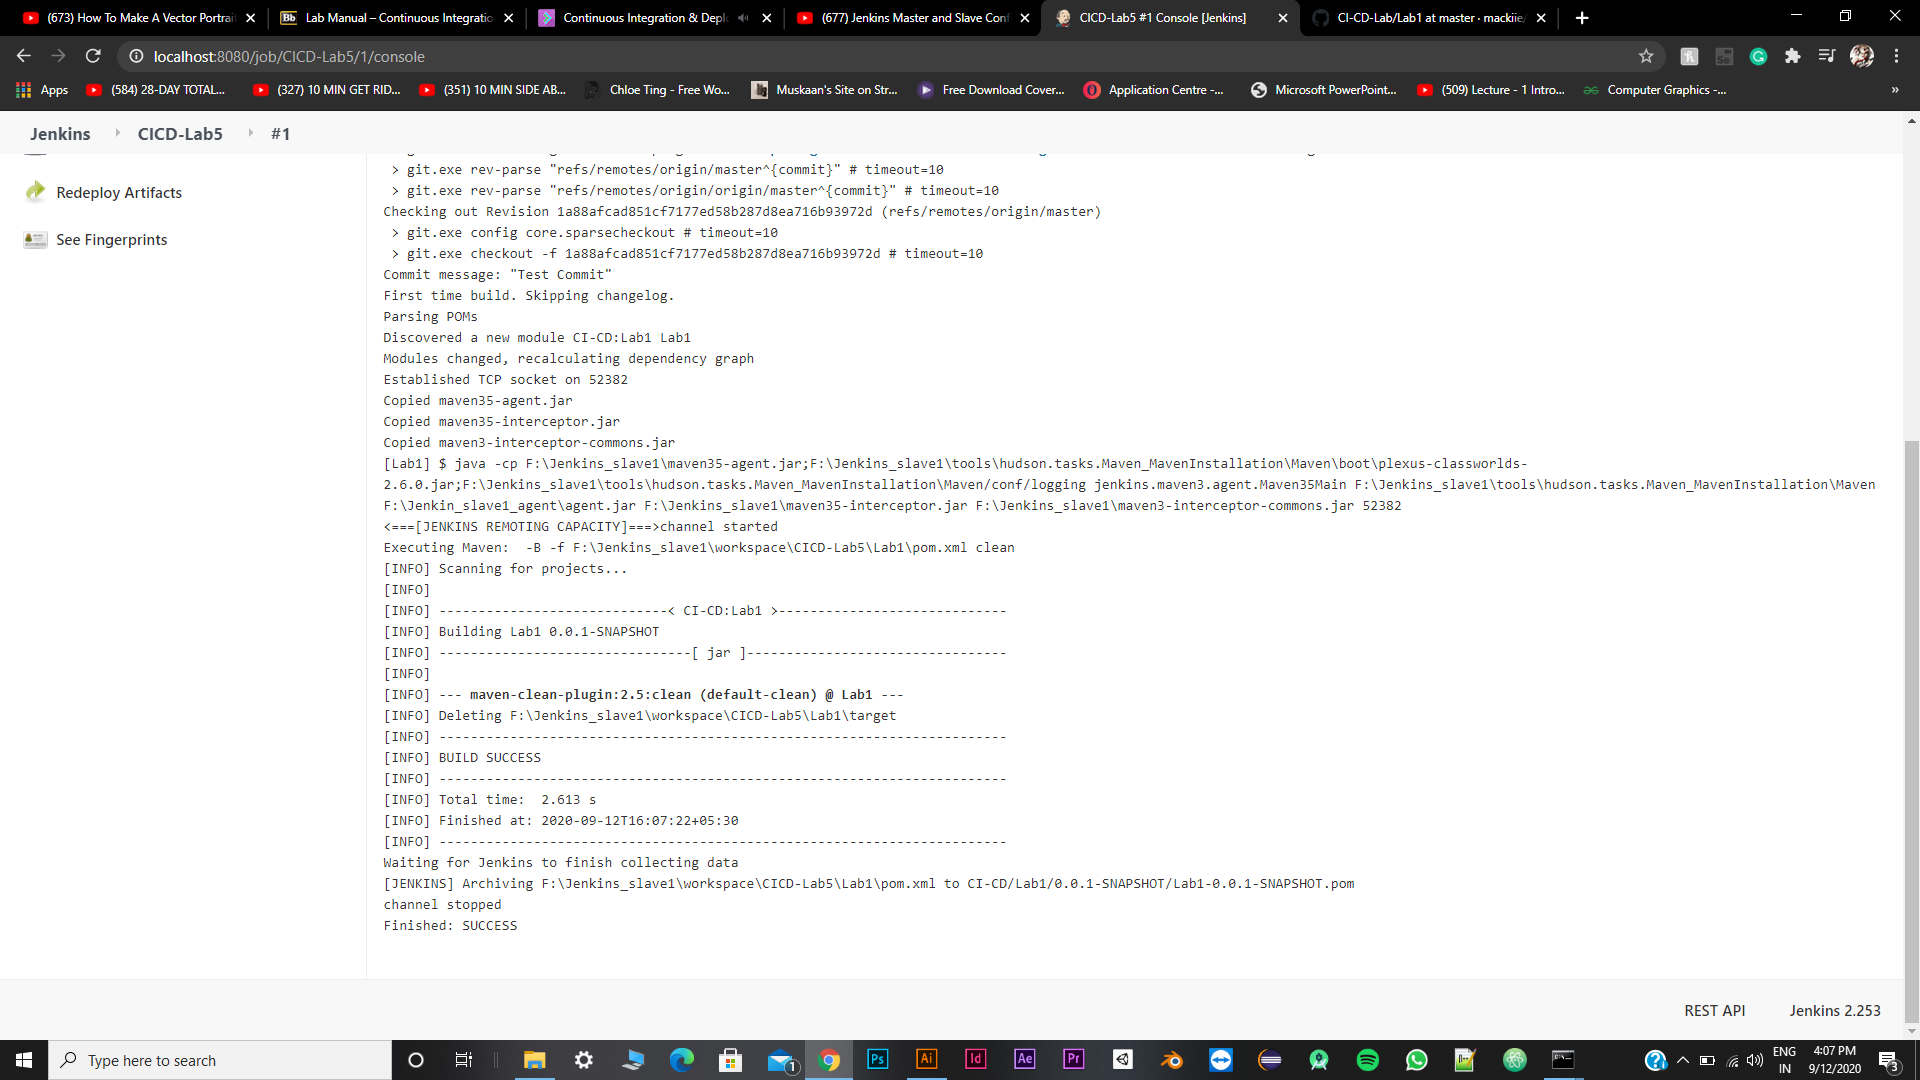 (673) How To Make A Vector Portrait
Lab Manual – Continuous Integratio
Continuous Integration & Deplo
(677) Jenkins Master and Slave Conf
CICD-Lab5 #1 Console [Jenkins]
CI-CD-Lab/Lab1 at master · mackiie/
localhost:8080/job/CICD-Lab5/1/console
Apps
(584) 28-DAY TOTAL...
(327) 10 MIN GET RID...
(351) 10 MIN SIDE AB...
Chloe Ting - Free Wo...
Muskaan's Site on Str...
Free Download Cover...
Application Centre -...
Microsoft PowerPoint...
(509) Lecture - 1 Intro...
Computer Graphics -...
Jenkins
CICD-Lab5
#1
Redeploy Artifacts
See Fingerprints
> git.exe rev-parse "refs/remotes/origin/master^{commit}" # timeout=10
> git.exe rev-parse "refs/remotes/origin/origin/master^{commit}" # timeout=10
Checking out Revision 1a88afcad851cf7177ed58b287d8ea716b93972d (refs/remotes/origin/master)
> git.exe config core.sparsecheckout # timeout=10
> git.exe checkout -f 1a88afcad851cf7177ed58b287d8ea716b93972d # timeout=10
Commit message: "Test Commit"
First time build. Skipping changelog.
Parsing POMs
Discovered a new module CI-CD:Lab1 Lab1
Modules changed, recalculating dependency graph
Established TCP socket on 52382
Copied maven35-agent.jar
Copied maven35-interceptor.jar
Copied maven3-interceptor-commons.jar
[Lab1] $ java -cp F:\Jenkins_slave1\maven35-agent.jar;F:\Jenkins_slave1\tools\hudson.tasks.Maven_MavenInstallation\Maven\boot\plexus-classworlds-
2.6.0.jar;F:\Jenkins_slave1\tools\hudson.tasks.Maven_MavenInstallation\Maven/conf/logging jenkins.maven3.agent.Maven35Main F:\Jenkins_slave1\tools\hudson.tasks.Maven_MavenInstallation\Maven
F:\Jenkin_slave1_agent\agent.jar F:\Jenkins_slave1\maven35-interceptor.jar F:\Jenkins_slave1\maven3-interceptor-commons.jar 52382
<===[JENKINS REMOTING CAPACITY]===>channel started
Executing Maven:  -B -f F:\Jenkins_slave1\workspace\CICD-Lab5\Lab1\pom.xml clean
[INFO] Scanning for projects...
[INFO]
[INFO] -----------------------------< CI-CD:Lab1 >-----------------------------
[INFO] Building Lab1 0.0.1-SNAPSHOT
[INFO] --------------------------------[ jar ]---------------------------------
[INFO]
[INFO] --- maven-clean-plugin:2.5:clean (default-clean) @ Lab1 ---
[INFO] Deleting F:\Jenkins_slave1\workspace\CICD-Lab5\Lab1\target
[INFO] ------------------------------------------------------------------------
[INFO] BUILD SUCCESS
[INFO] ------------------------------------------------------------------------
[INFO] Total time:  2.613 s
[INFO] Finished at: 2020-09-12T16:07:22+05:30
[INFO] ------------------------------------------------------------------------
Waiting for Jenkins to finish collecting data
[JENKINS] Archiving F:\Jenkins_slave1\workspace\CICD-Lab5\Lab1\pom.xml to CI-CD/Lab1/0.0.1-SNAPSHOT/Lab1-0.0.1-SNAPSHOT.pom
channel stopped
Finished: SUCCESS
REST API
Jenkins 2.253
Type here to search
1
Ps
Ai
Id
Ae
Pr
ENG
IN
4:07 PM
9/12/2020
3